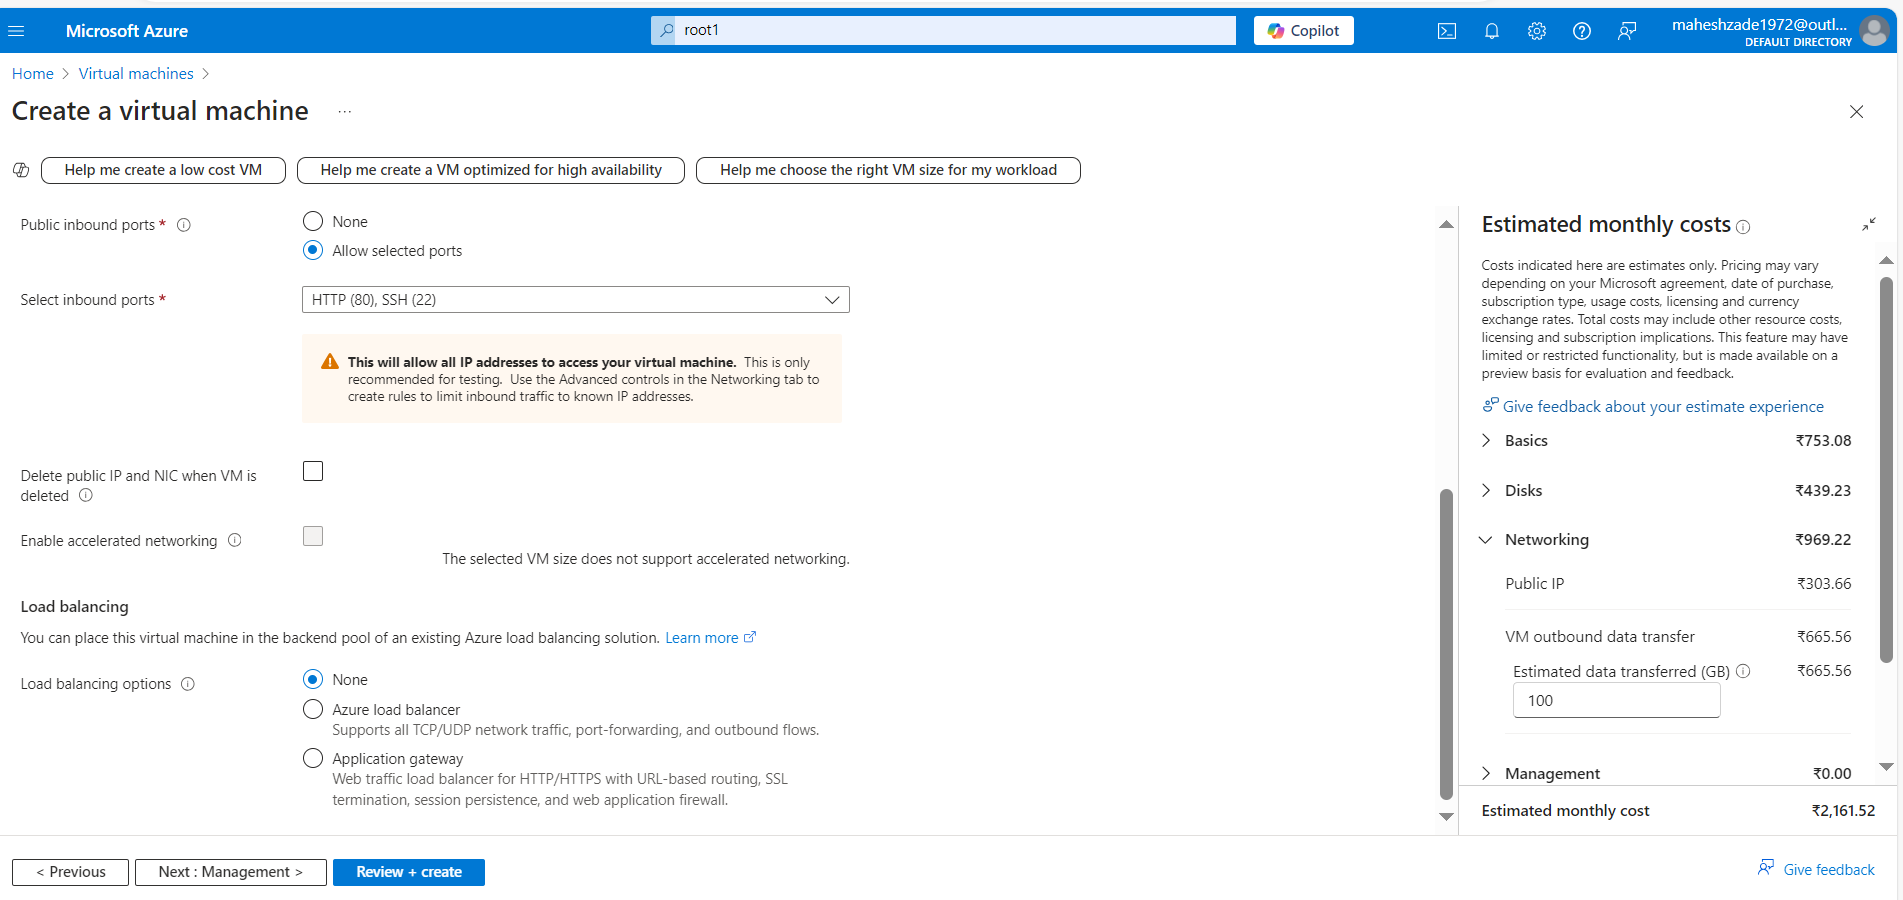 Microsoft Azure
root1
Copilot
maheshzade1972@outl...
DEFAULT DIRECTORY
Home > Virtual machines >
Create a virtual machine ...
Help me create a low cost VM
Help me create a VM optimized for high availability
Help me choose the right VM size for my workload
Public inbound ports *
None
Allow selected ports
Select inbound ports *
HTTP (80), SSH (22)
This will allow all IP addresses to access your virtual machine. This is only
recommended for testing. Use the Advanced controls in the Networking tab to
create rules to limit inbound traffic to known IP addresses.
Delete public IP and NIC when VM is
deleted
Enable accelerated networking
The selected VM size does not support accelerated networking.
Load balancing
You can place this virtual machine in the backend pool of an existing Azure load balancing solution. Learn more
Load balancing options
None
Azure load balancer
Supports all TCP/UDP network traffic, port-forwarding, and outbound flows.
Application gateway
Web traffic load balancer for HTTP/HTTPS with URL-based routing, SSL
termination, session persistence, and web application firewall.
Estimated monthly costs
Costs indicated here are estimates only. Pricing may vary
depending on your Microsoft agreement, date of purchase,
subscription type, usage costs, licensing and currency
exchange rates. Total costs may include other resource costs,
licensing and subscription implications. This feature may have
limited or restricted functionality, but is made available on a
preview basis for evaluation and feedback.
Give feedback about your estimate experience
Basics ₹753.08
Disks ₹439.23
Networking ₹969.22
Public IP ₹303.66
VM outbound data transfer ₹665.56
Estimated data transferred (GB) ₹665.56
100
Management ₹0.00
Estimated monthly cost ₹2,161.52
< Previous
Next : Management >
Review + create
Give feedback